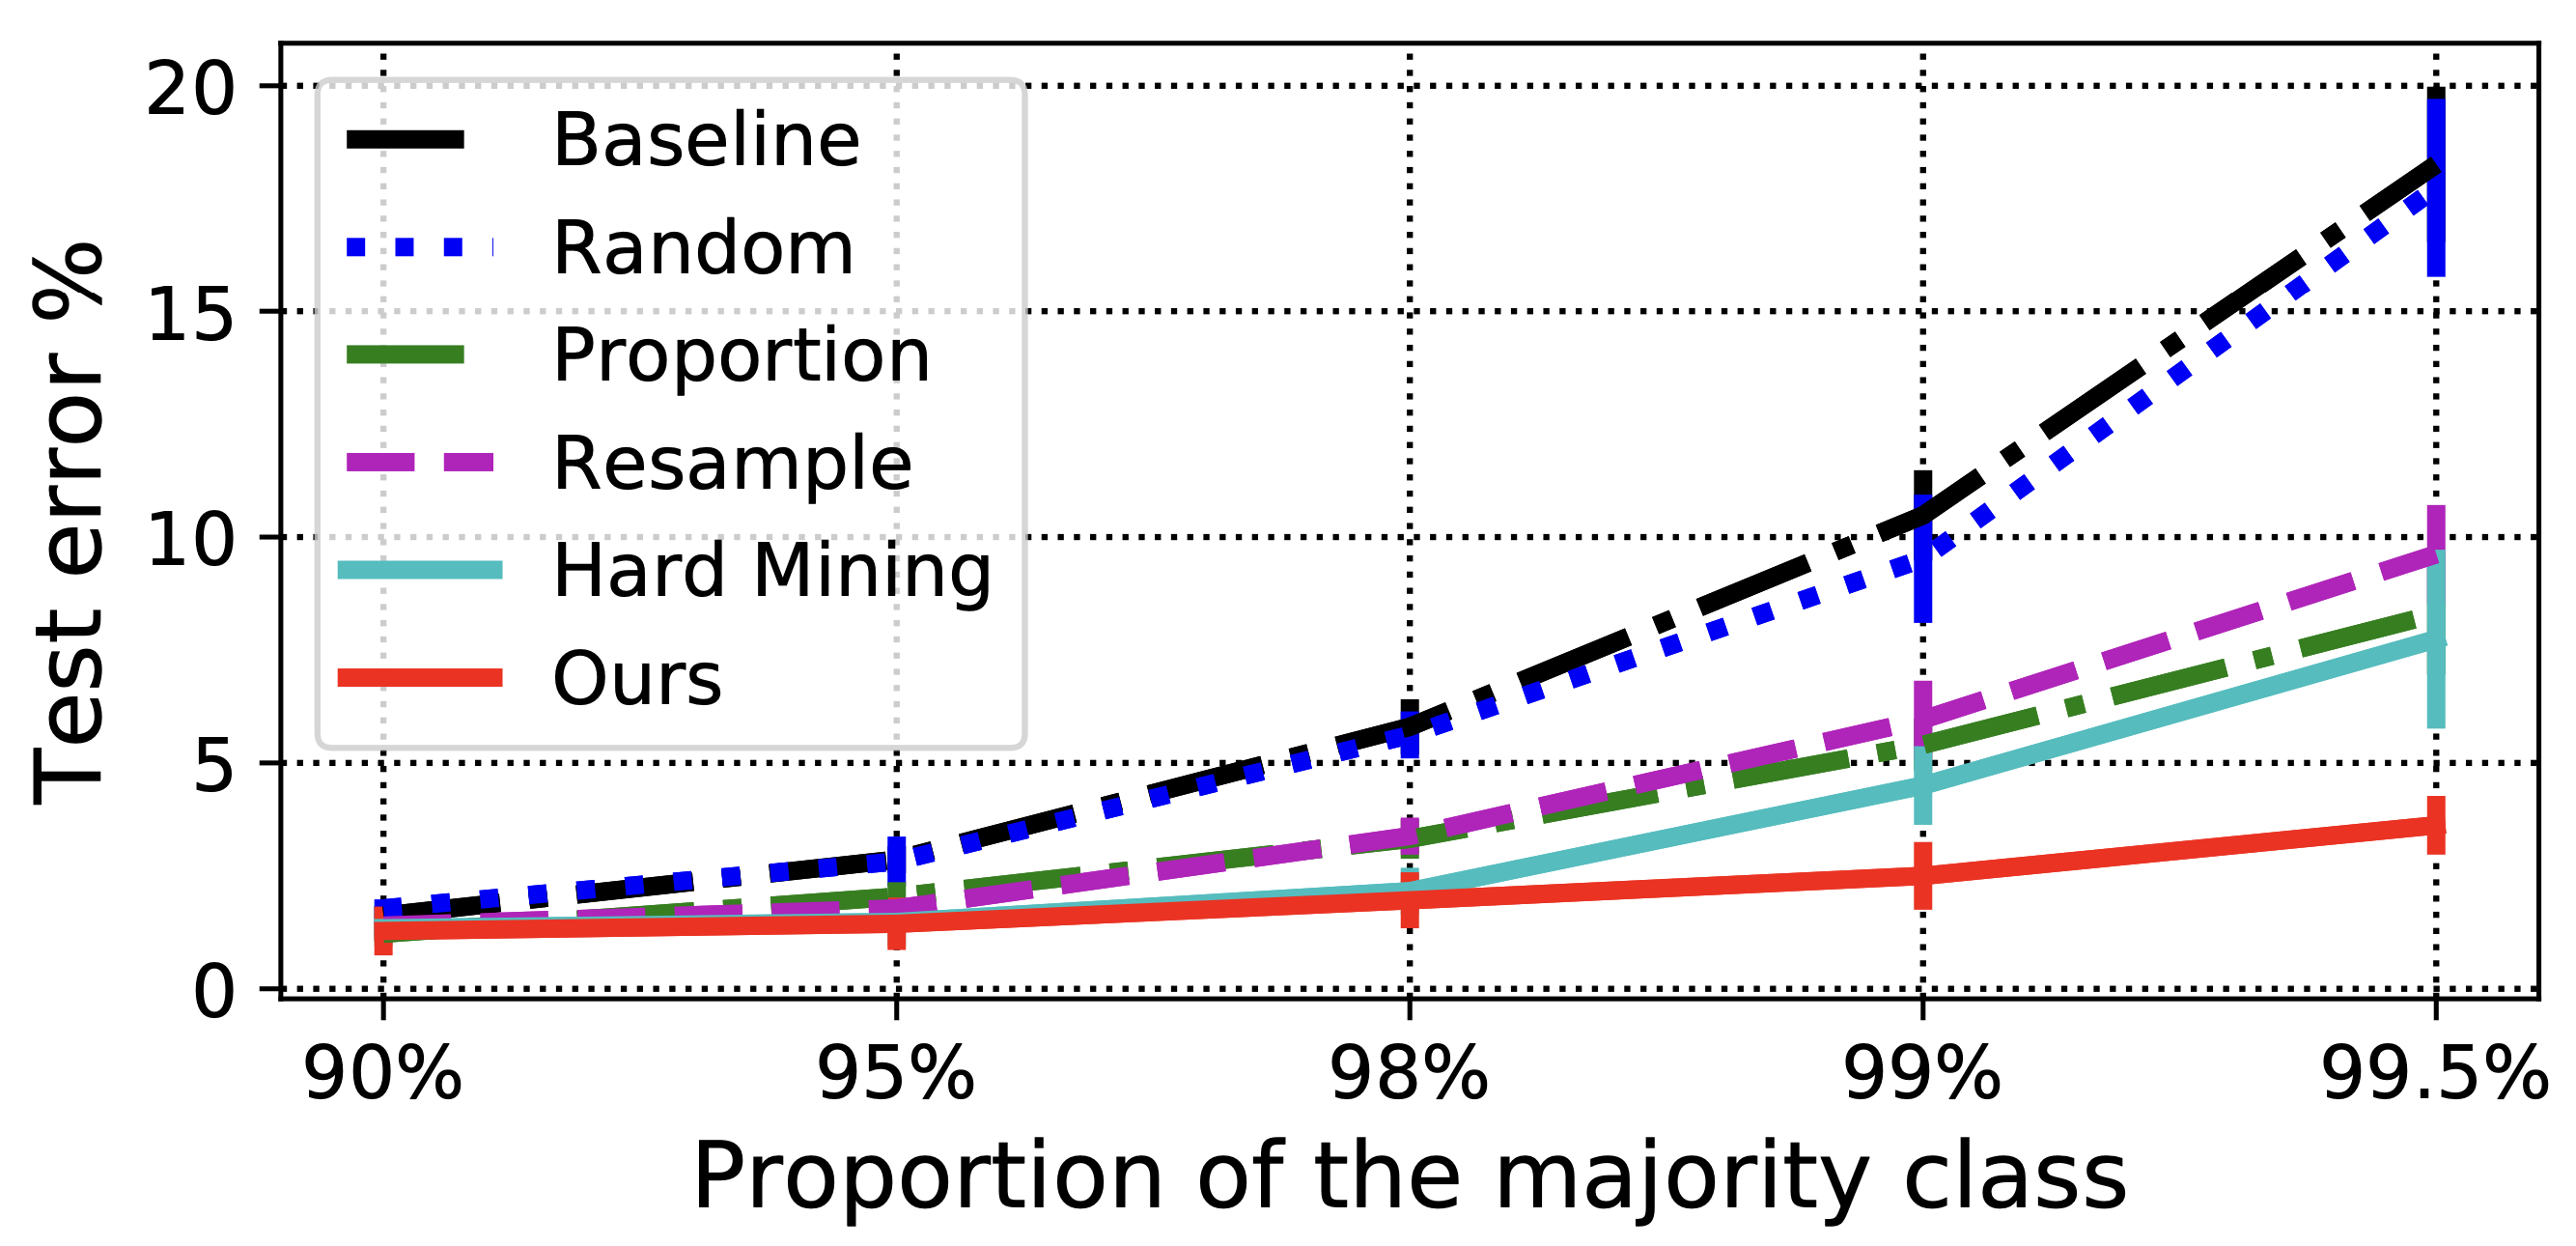 Test error %
20
15
10
5
0
Baseline
Random
Proportion
Resample
Hard Mining
Ours
90% 95% 98% 99% 99.5%
Proportion of the majority class